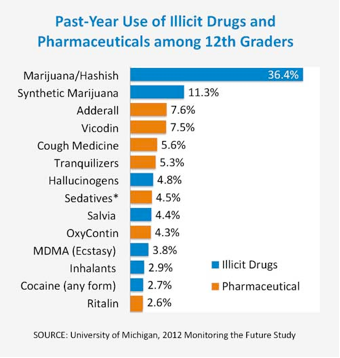 Past-Year Use of Illicit Drugs and
Pharmaceuticals among 12th Graders
Marijuana/Hashish 36.4%
Synthetic Marijuana 11.3%
Adderall 7.6%
Vicodin 7.5%
Cough Medicine 5.6%
Tranquilizers 5.3%
Hallucinogens 4.8%
Sedatives* 4.5%
Salvia 4.4%
OxyContin 4.3%
MDMA (Ecstasy) 3.8%
Inhalants 2.9%
Cocaine (any form) 2.7%
Ritalin 2.6%
Illicit Drugs
Pharmaceutical
SOURCE: University of Michigan, 2012 Monitoring the Future Study